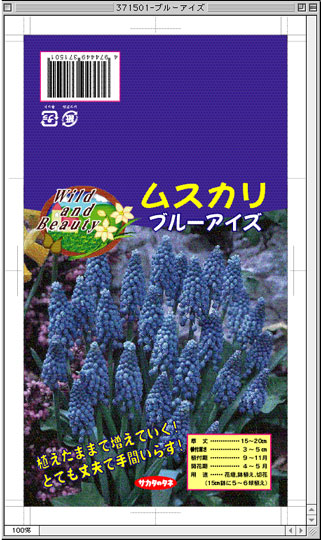 371501-ブルーアイズ
4 974449 371501
Wild
and
Beauty
ムスカリ
ブルーアイズ
植えたままで増えていく!
とても丈夫で手間いらず!
サカタのタネ
草 丈 ……………15~20cm
植付深さ …………… 3~5cm
植付期 …………… 9~11月
開花期 …………… 4~5月
用 途 …… 花壇、鉢植え、切花
(15cm鉢に5~6球植え)
100%